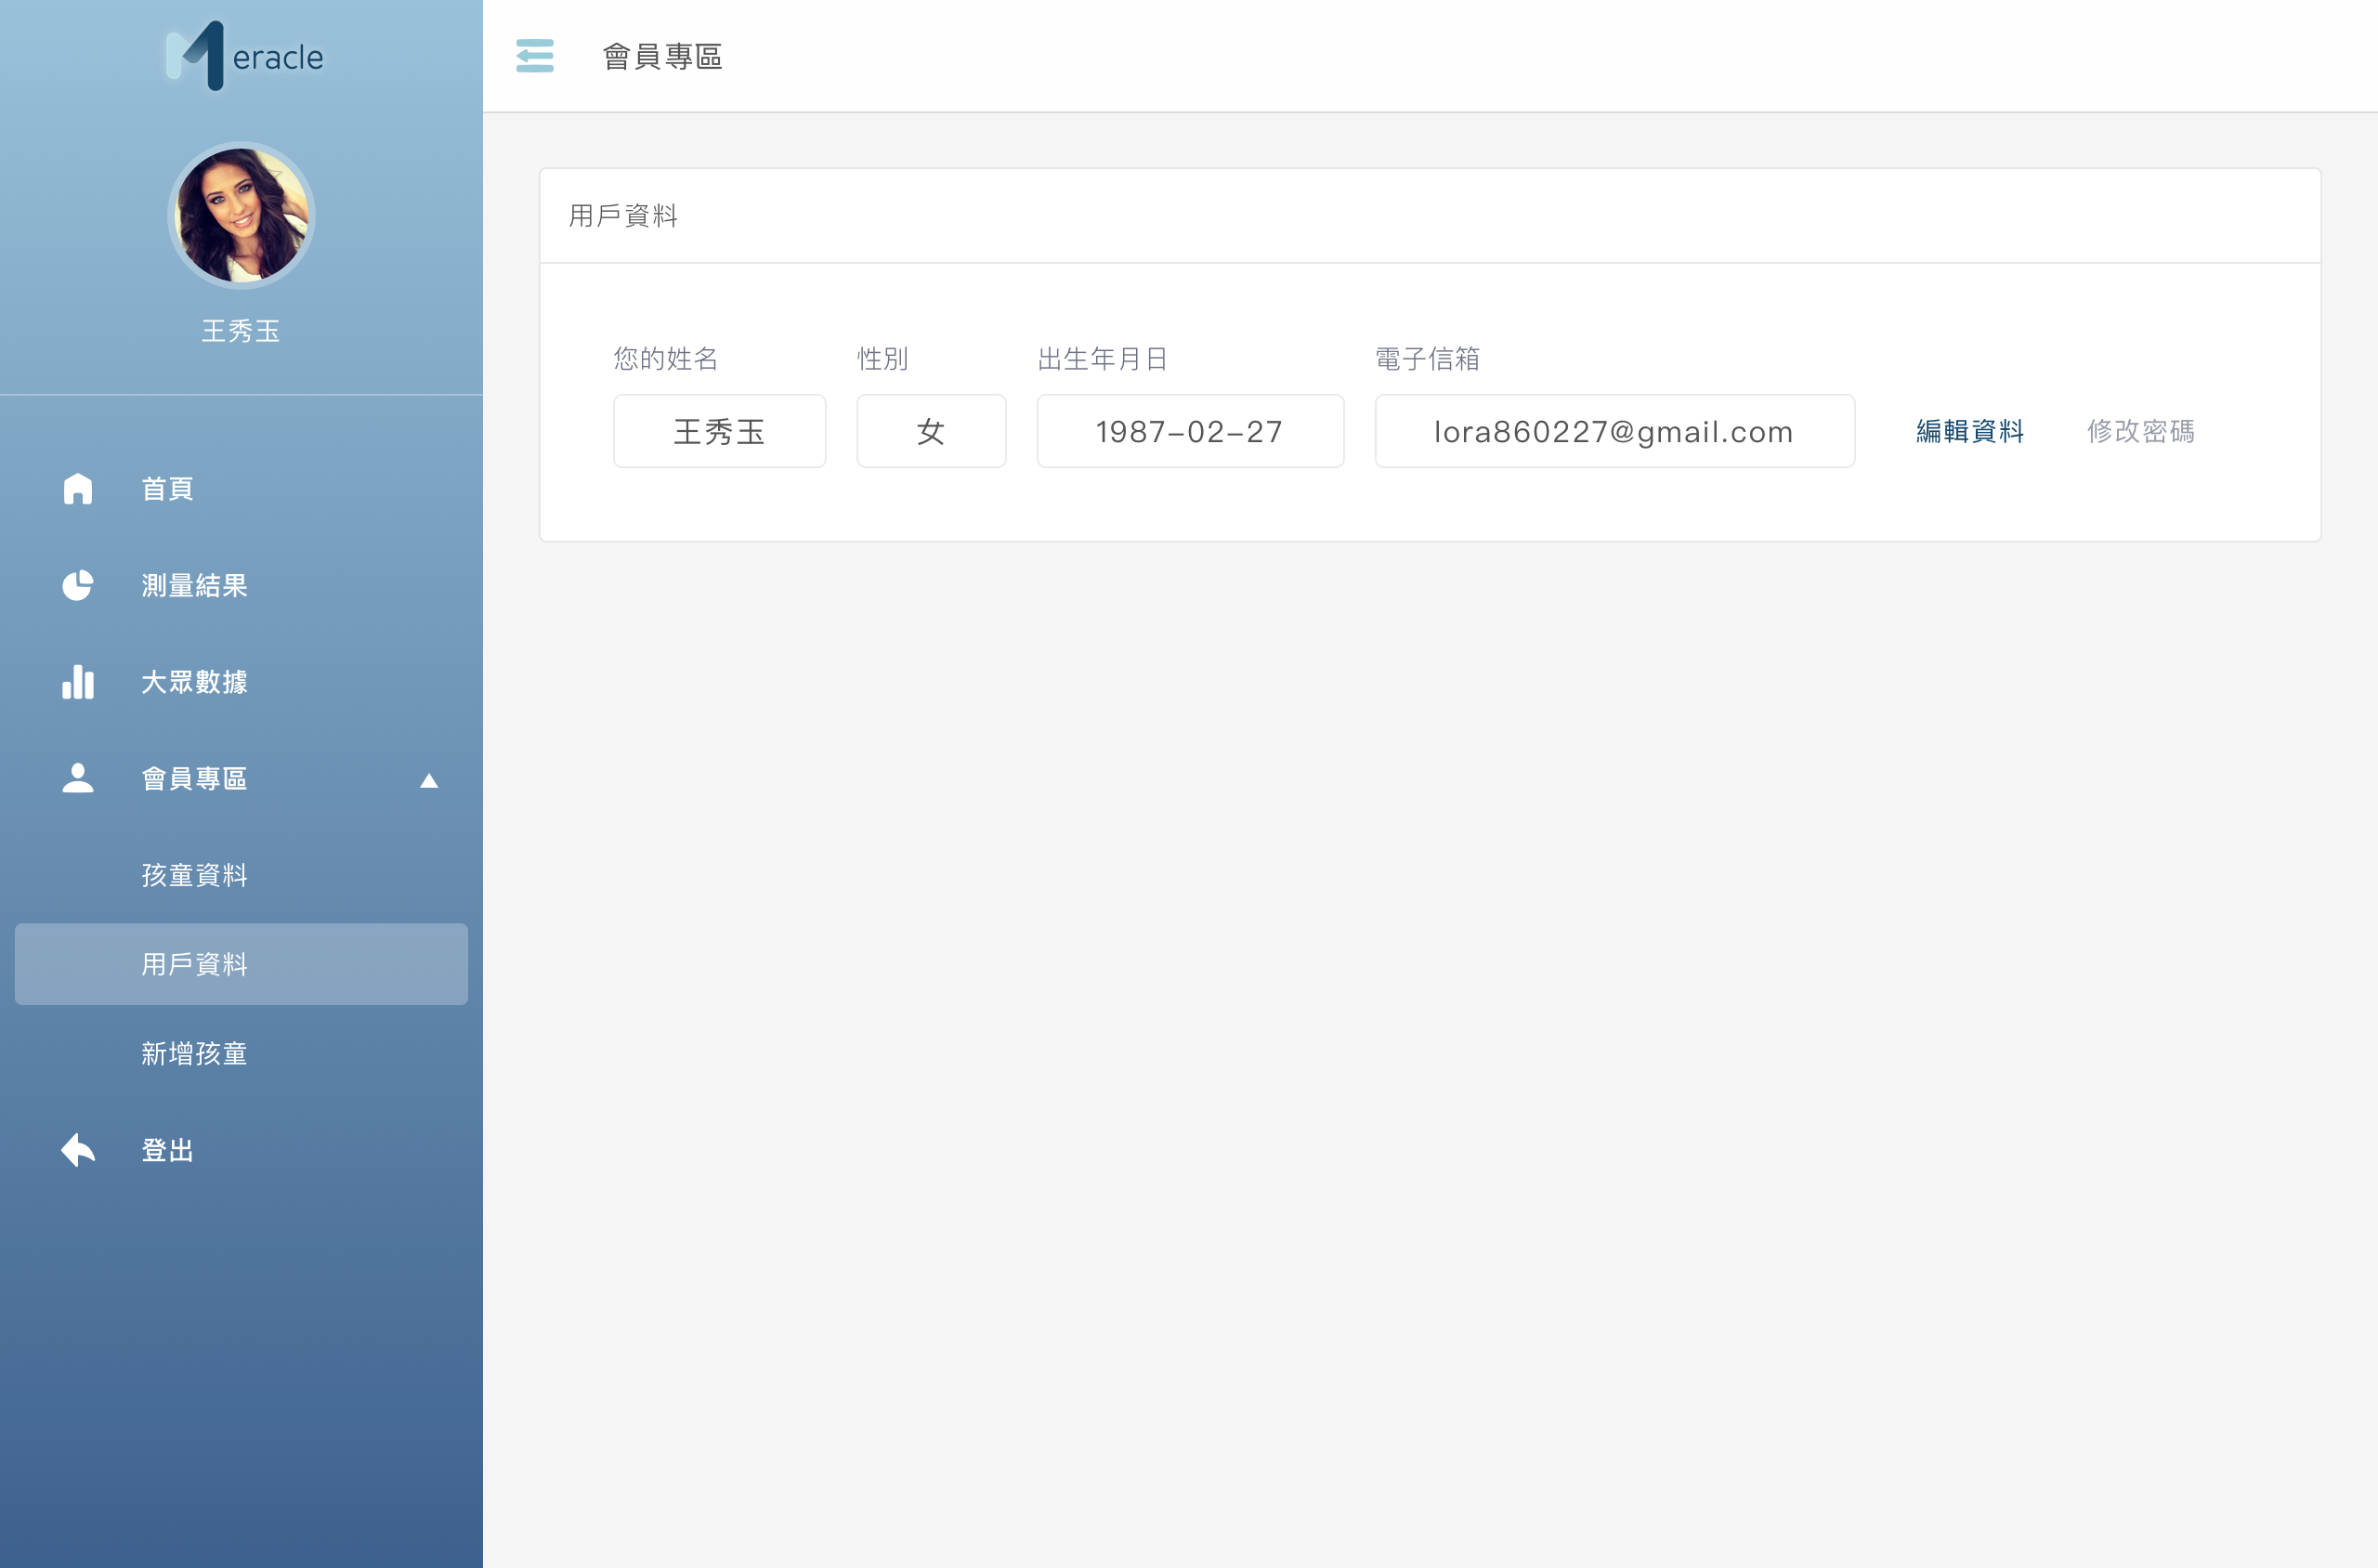 Meracle
王秀玉
首頁
測量結果
大眾數據
會員專區
孩童資料
用戶資料
新增孩童
登出
會員專區
用戶資料
您的姓名 性別 出生年月日 電子信箱
王秀玉 女 1987-02-27 lora860227@gmail.com 編輯資料 修改密碼